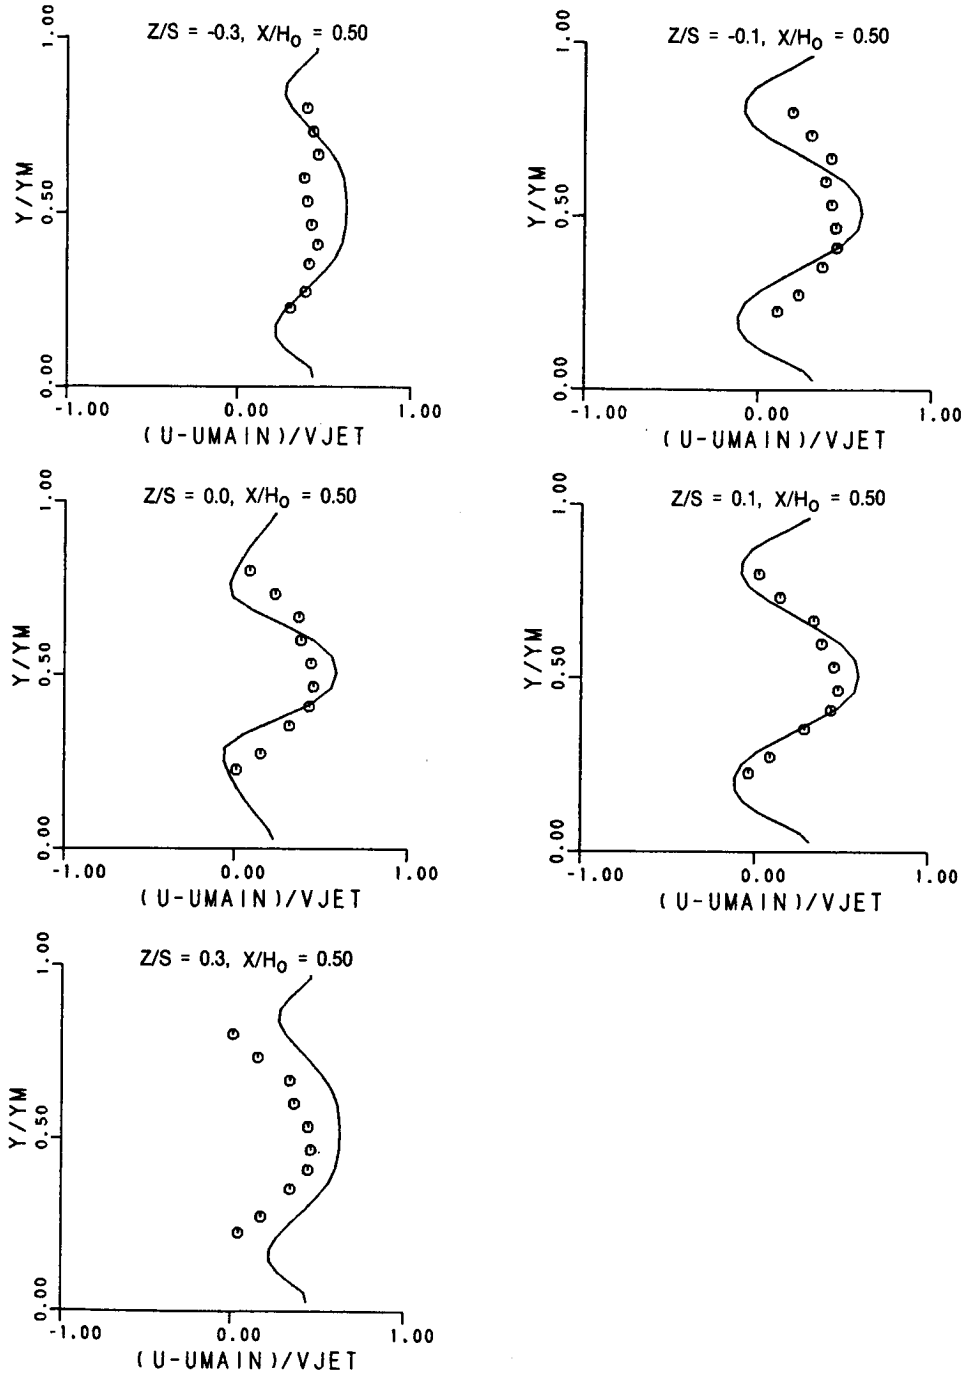 Z/S = -0.3, X/H₀ = 0.50
1.00
0.50
0.00
Y/YM
-1.00 0.00 1.00
(U-UMAIN)/VJET
Z/S = -0.1, X/H₀ = 0.50
1.00
0.50
0.00
Y/YM
-1.00 0.00 1.00
(U-UMAIN)/VJET
Z/S = 0.0, X/H₀ = 0.50
1.00
0.50
0.00
Y/YM
-1.00 0.00 1.00
(U-UMAIN)/VJET
Z/S = 0.1, X/H₀ = 0.50
1.00
0.50
0.00
Y/YM
-1.00 0.00 1.00
(U-UMAIN)/VJET
Z/S = 0.3, X/H₀ = 0.50
1.00
0.50
0.00
Y/YM
-1.00 0.00 1.00
(U-UMAIN)/VJET